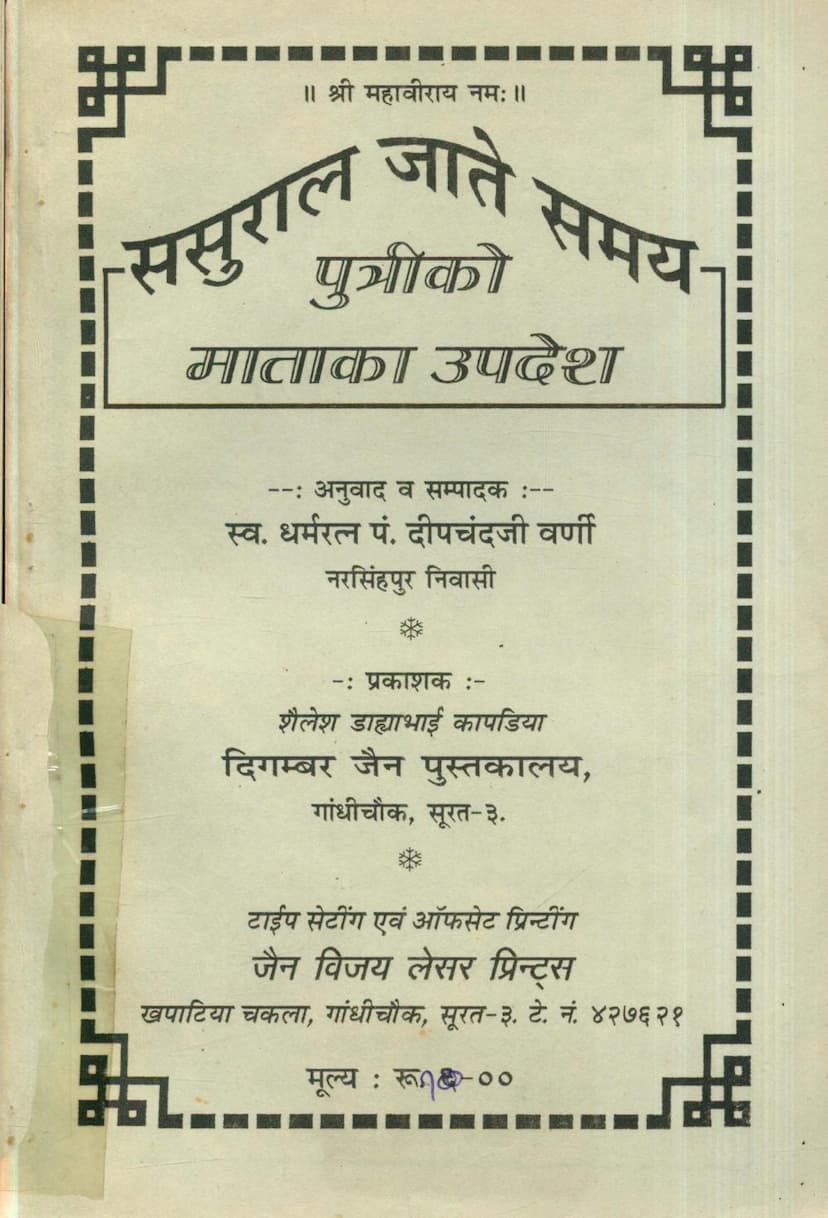 ॥ श्री महावीराय नमः ॥
ससुराल जाते समय
पुत्रीको
माताका उपदेश
--: अनुवाद व सम्पादक :--
स्व. धर्मरत्न पं. दीपचंदजी वर्णी
नरसिंहपुर निवासी
-: प्रकाशक :-
शैलेश डाह्याभाई कापडिया
दिगम्बर जैन पुस्तकालय,
गांधीचौक, सूरत-३.
टाईप सेटींग एवं ऑफसेट प्रिन्टींग
जैन विजय लेसर प्रिन्ट्स
खपाटिया चकला, गांधीचौक, सूरत-३. टे. नं. ४२७६२१
मूल्य : रू. -००